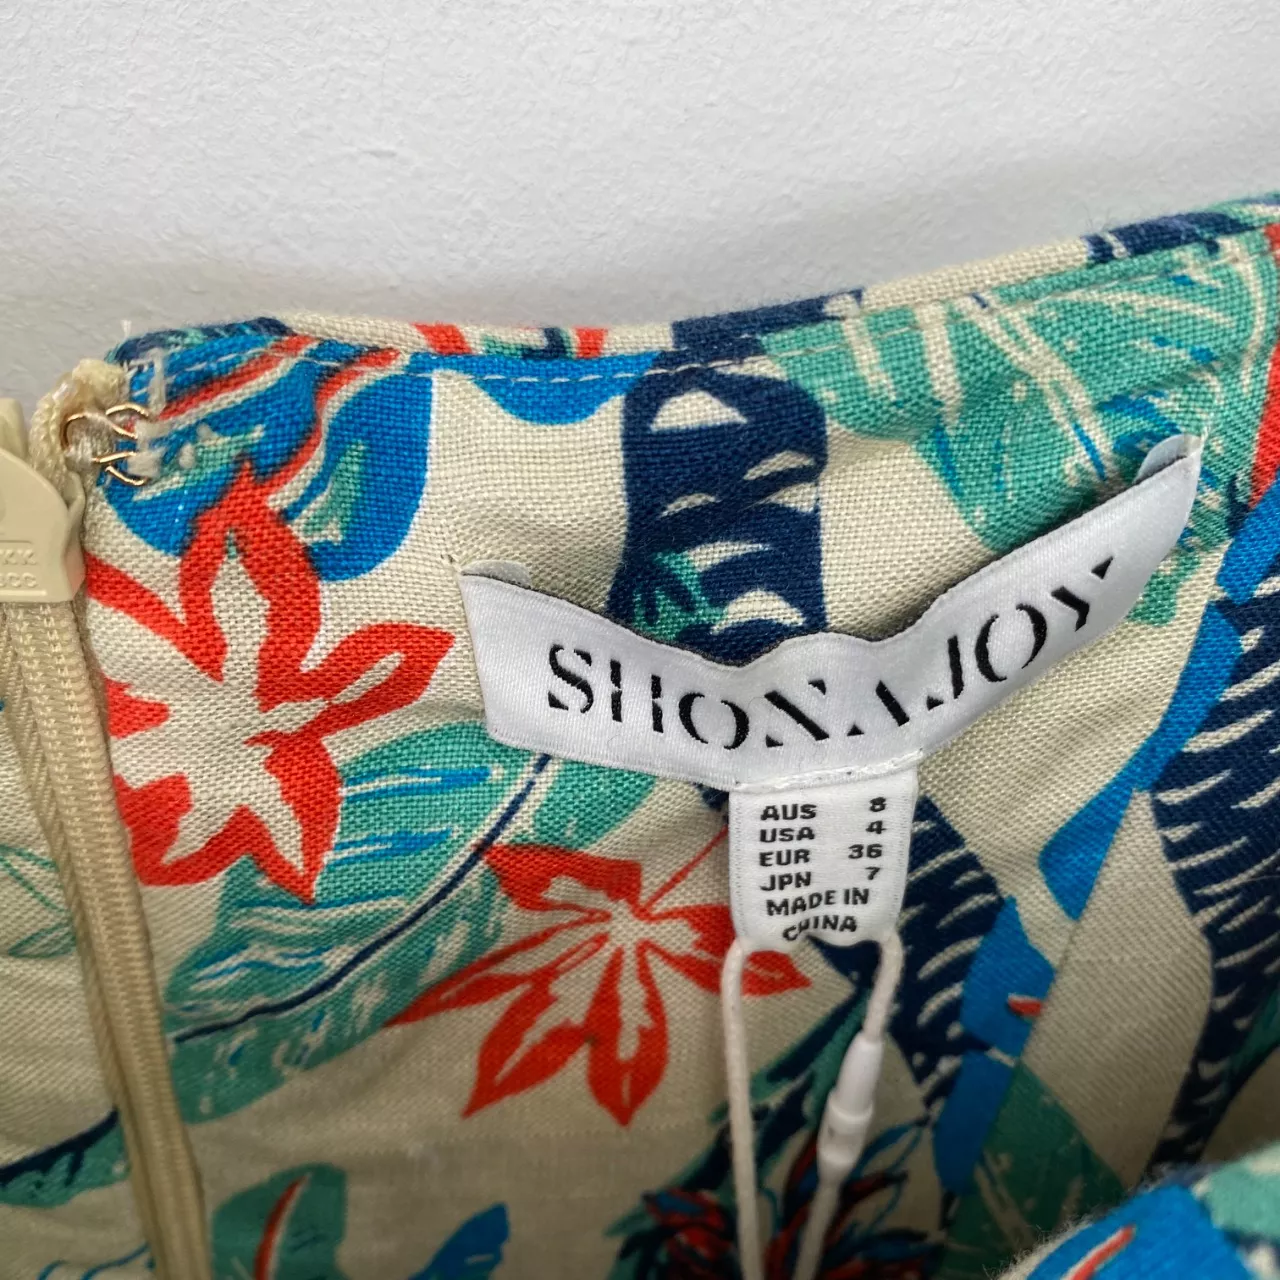 SHONA JOY
AUS 8
USA 4
EUR 36
JPN 7
MADE IN
CHINA